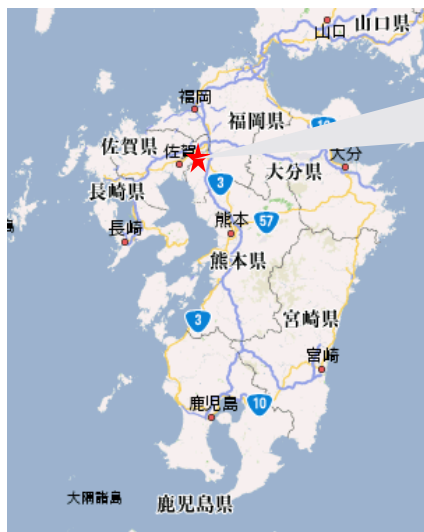 山口県
山口
福岡
福岡県
10
佐賀県
佐賀
大分
大分県
3
長崎県
長崎
島
熊本
57
熊本県
3
宮崎県
宮崎
鹿児島
10
大隅諸島
鹿児島県